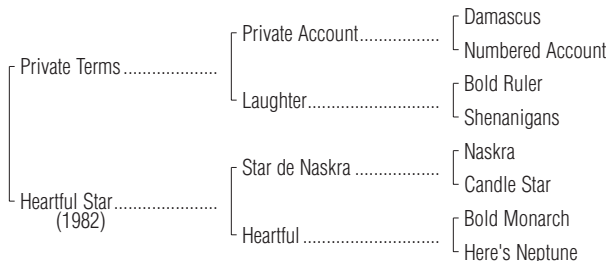 Damascus
Private Account..................
Numbered Account
Private Terms .....................
Bold Ruler
Laughter.............................
Shenanigans
Naskra
Star de Naskra ...................
Candle Star
Heartful Star.......................
(1982)
Bold Monarch
Heartful ..............................
Here's Neptune